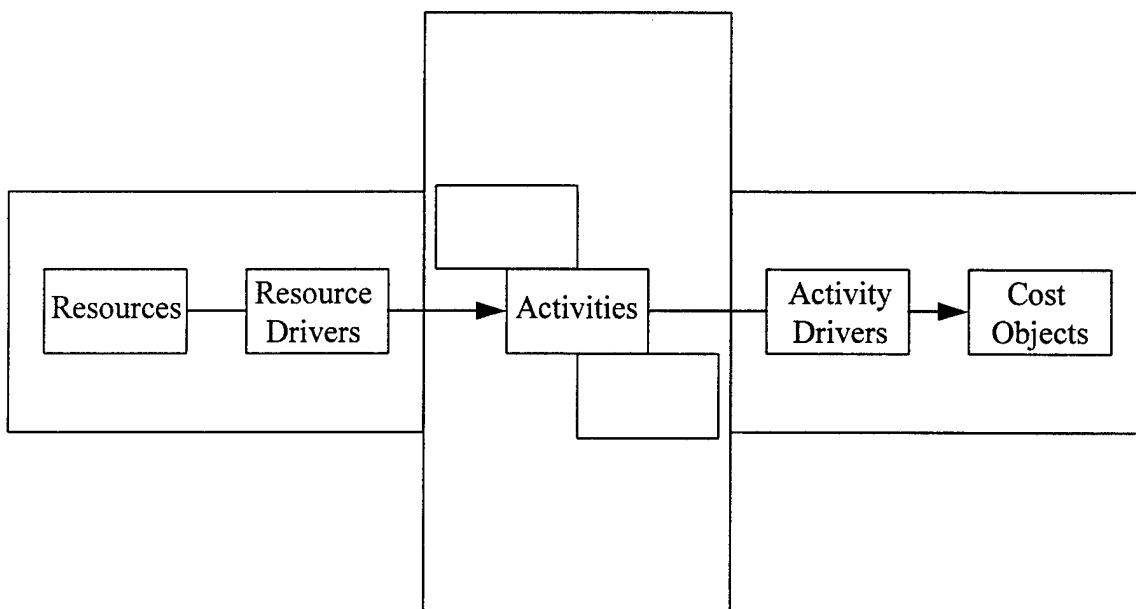 Resources
Resource
Drivers
Activities
Activity
Drivers
Cost
Objects